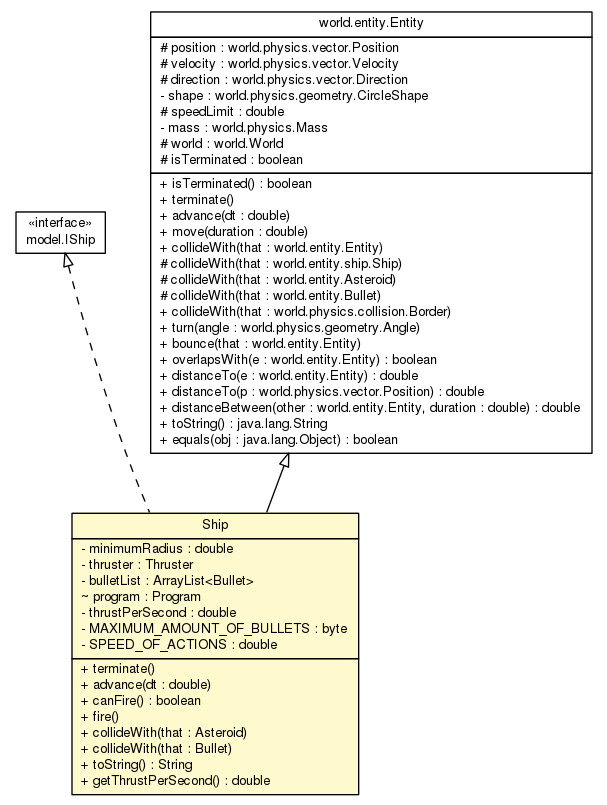 world.entity.Entity
# position : world.physics.vector.Position
# velocity : world.physics.vector.Velocity
# direction : world.physics.vector.Direction
- shape : world.physics.geometry.CircleShape
# speedLimit : double
- mass : world.physics.Mass
# world : world.World
# isTerminated : boolean
+ isTerminated() : boolean
+ terminate()
+ advance(dt : double)
+ move(duration : double)
+ collideWith(that : world.entity.Entity)
# collideWith(that : world.entity.ship.Ship)
# collideWith(that : world.entity.Asteroid)
# collideWith(that : world.entity.Bullet)
+ collideWith(that : world.physics.collision.Border)
+ turn(angle : world.physics.geometry.Angle)
+ bounce(that : world.entity.Entity)
+ overlapsWith(e : world.entity.Entity) : boolean
+ distanceTo(e : world.entity.Entity) : double
+ distanceTo(p : world.physics.vector.Position) : double
+ distanceBetween(other : world.entity.Entity, duration : double) : double
+ toString() : java.lang.String
+ equals(obj : java.lang.Object) : boolean
«interface»
model.IShip
Ship
- minimumRadius : double
- thruster : Thruster
- bulletList : ArrayList<Bullet>
~ program : Program
- thrustPerSecond : double
- MAXIMUM_AMOUNT_OF_BULLETS : byte
- SPEED_OF_ACTIONS : double
+ terminate()
+ advance(dt : double)
+ canFire() : boolean
+ fire()
+ collideWith(that : Asteroid)
+ collideWith(that : Bullet)
+ toString() : String
+ getThrustPerSecond() : double